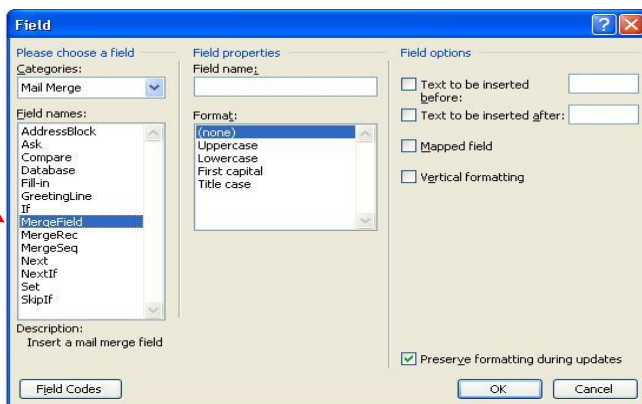 Field
Please choose a field
Categories:
Mail Merge
Field names:
AddressBlock
Ask
Compare
Database
Fill-in
GreetingLine
If
MergeField
MergeRec
MergeSeq
Next
NextIf
Set
SkipIf
Description:
Insert a mail merge field
Field Codes
Field properties
Field name:
Format:
(none)
Uppercase
Lowercase
First capital
Title case
Field options
Text to be inserted
before:
Text to be inserted after:
Mapped field
Vertical formatting
Preserve formatting during updates
OK
Cancel